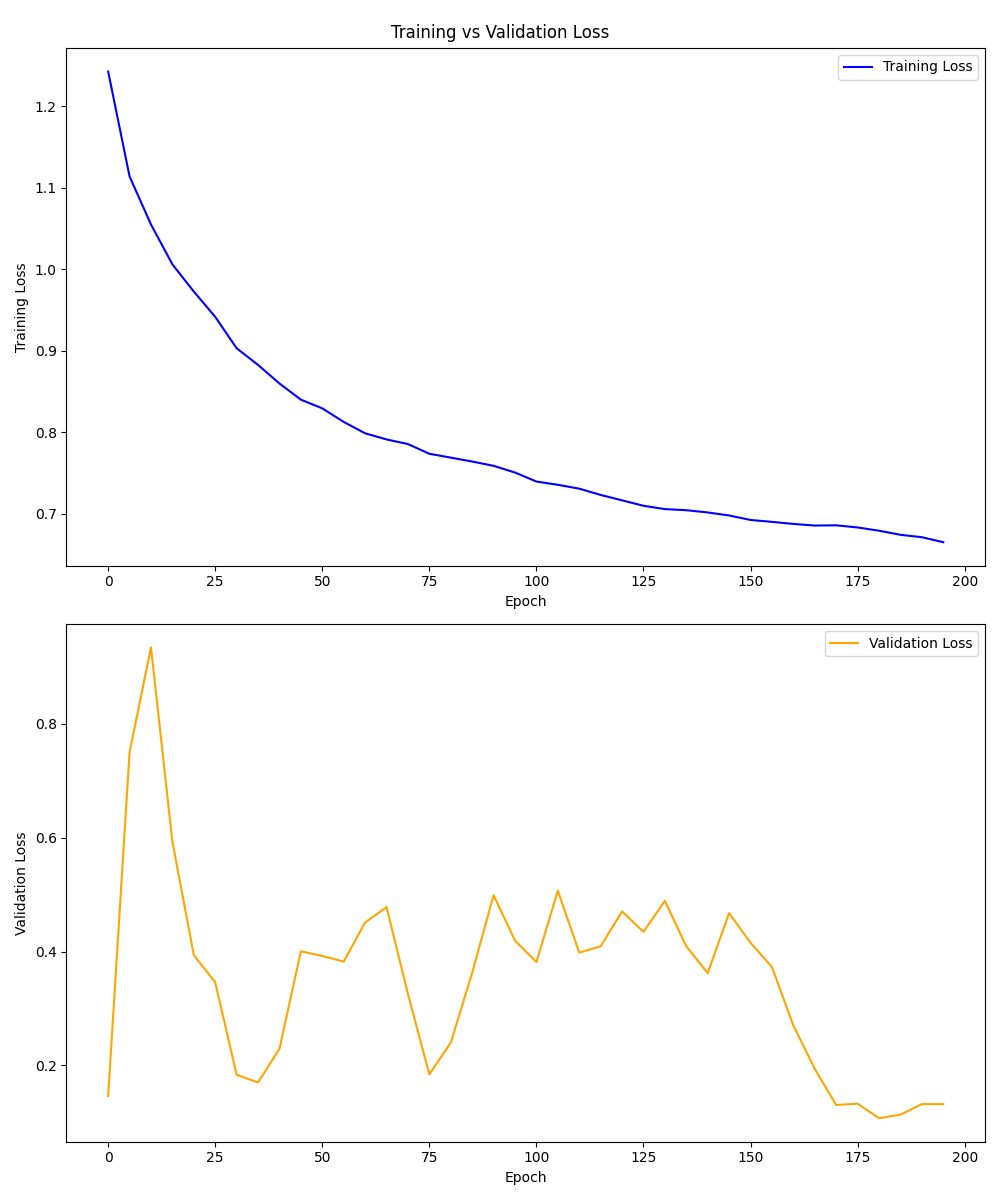 Training vs Validation Loss
Training Loss
1.2
1.1
1.0
0.9
0.8
0.7
Training Loss
0 25 50 75 100 125 150 175 200
Epoch
Validation Loss
0.8
0.6
0.4
0.2
Validation Loss
0 25 50 75 100 125 150 175 200
Epoch